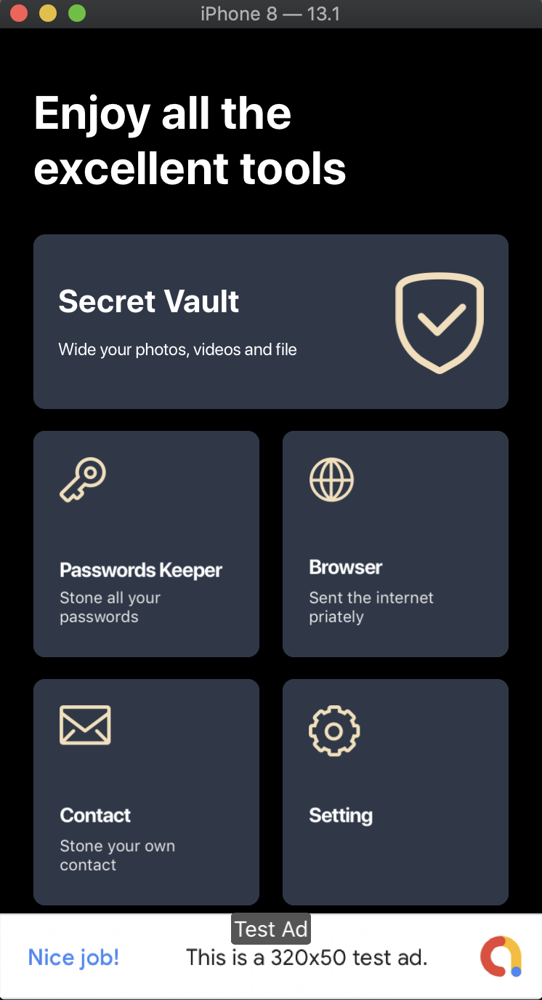 iPhone 8 — 13.1
Enjoy all the
excellent tools
Secret Vault
Wide your photos, videos and file
Passwords Keeper
Stone all your
passwords
Browser
Sent the internet
priately
Contact
Stone your own
contact
Setting
Test Ad
Nice job!
This is a 320x50 test ad.